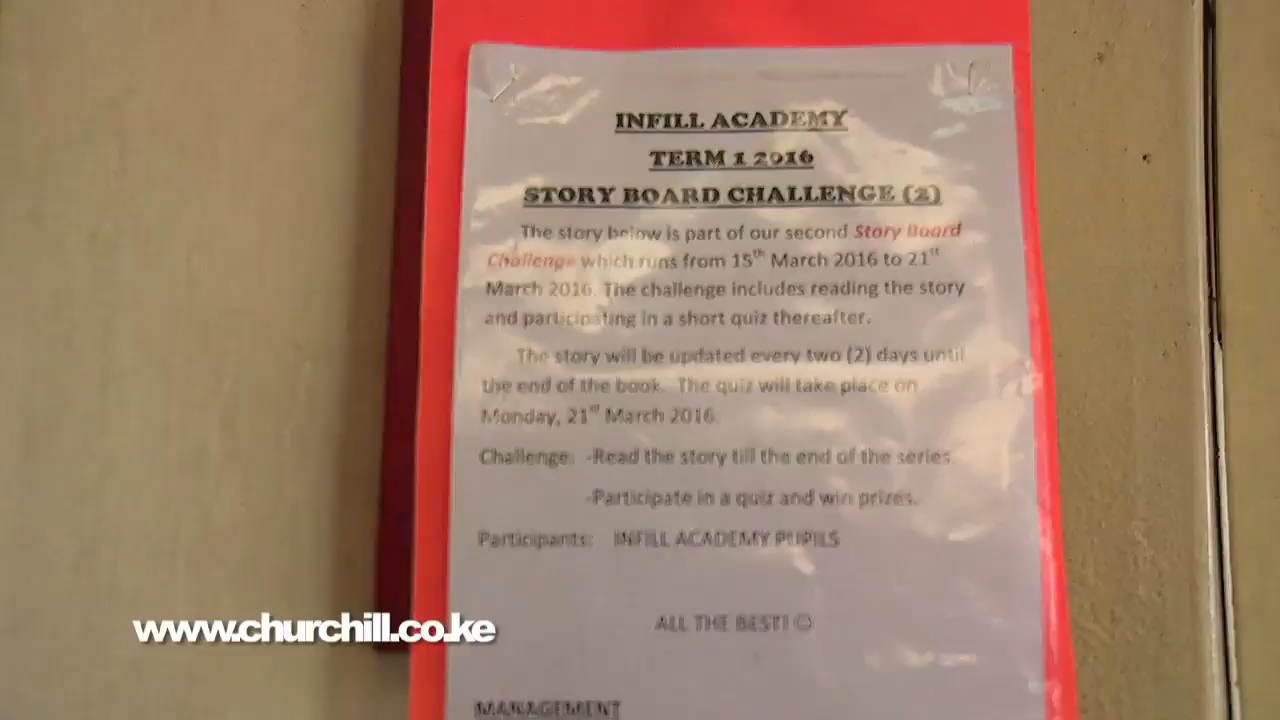 INFILL ACADEMY
TERM 1 2016
STORY BOARD CHALLENGE (2)
The story below is part of our second Story Board
Challenge which runs from 15th March 2016 to 21st
March 2016. The challenge includes reading the story
and participating in a short quiz thereafter.
The story will be updated every two (2) days until
the end of the book. The quiz will take place on
Monday, 21st March 2016.
Challenge: -Read the story till the end of the series.
-Participate in a quiz and win prizes.
Participants: INFILL ACADEMY PUPILS
ALL THE BEST! ☺
www.churchill.co.ke
MANAGEMENT